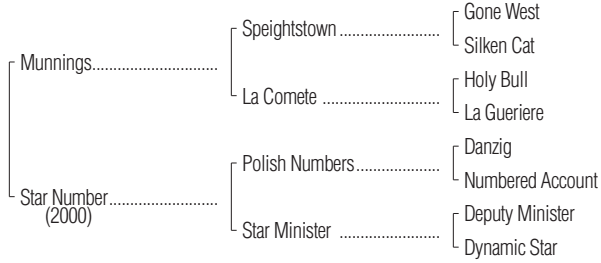 Gone West
Speightstown ..................
Silken Cat
Munnings.............................
Holy Bull
La Comete ......................
La Gueriere
Danzig
Polish Numbers................
Numbered Account
Star Number........................
(2000)
Deputy Minister
Star Minister ...................
Dynamic Star